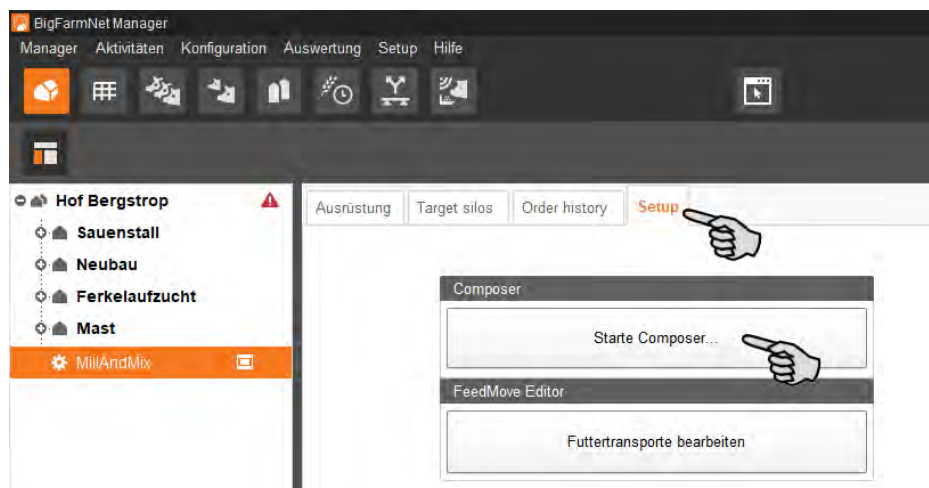 BigFarmNet Manager
Manager Aktivitäten Konfiguration Auswertung Setup Hilfe
Hof Bergstrop
Sauenstall
Neubau
Ferkelaufzucht
Mast
MillAndMix
Ausrüstung Target silos Order history Setup
Composer
Starte Composer...
FeedMove Editor
Futtertransporte bearbeiten